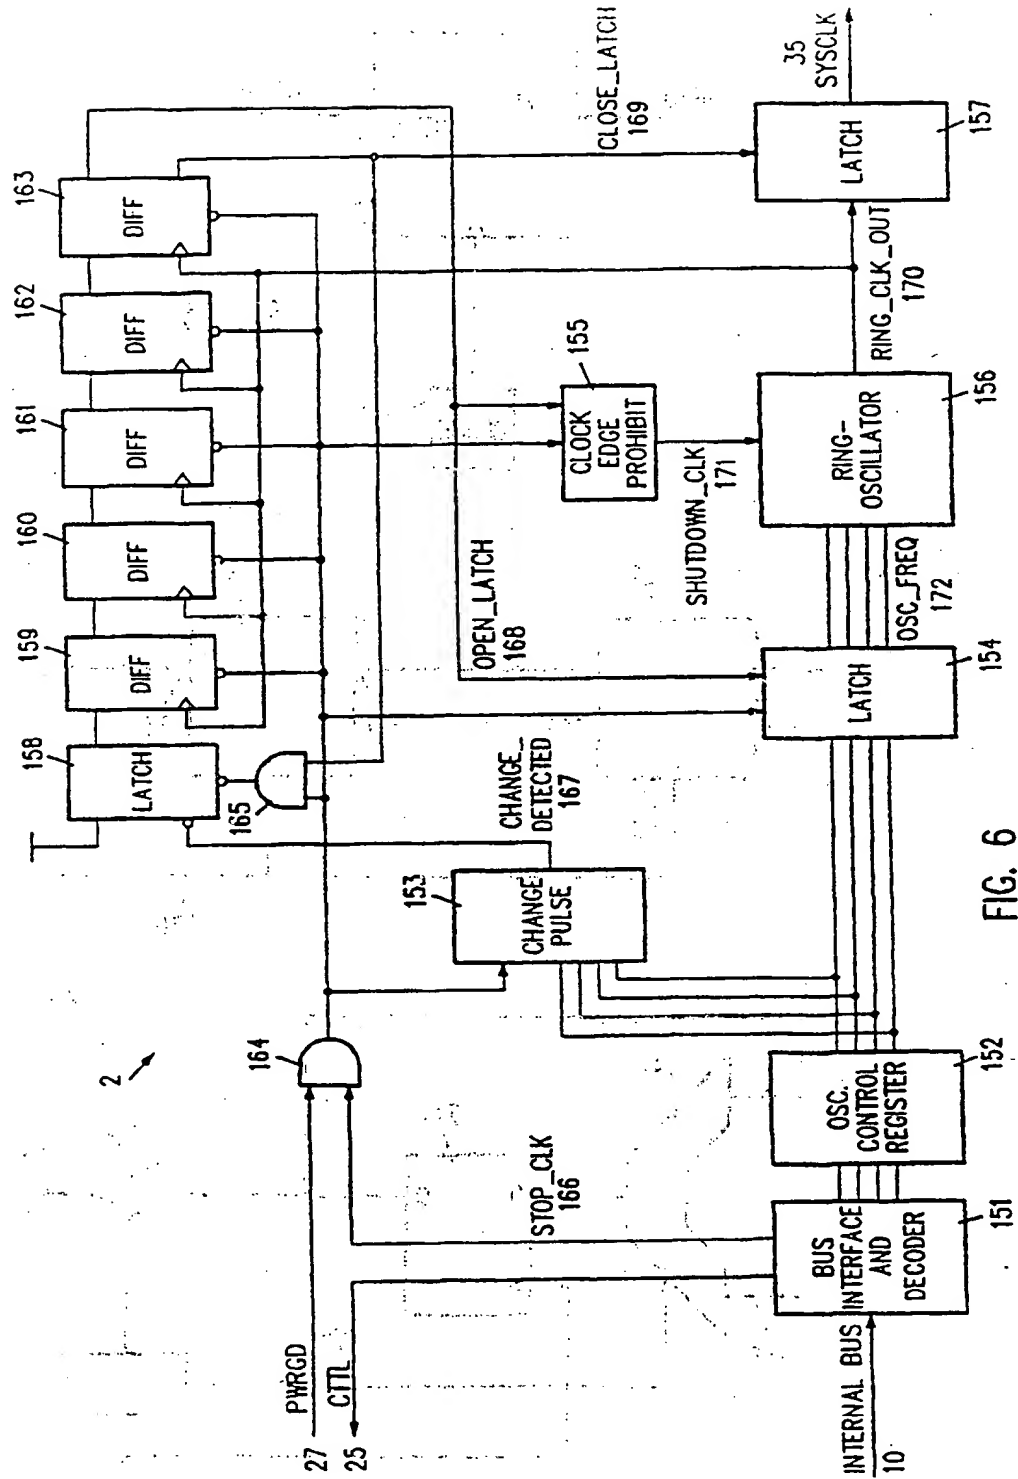 163
DIFF
162
DIFF
161
DIFF
160
DIFF
159
DIFF
158
LATCH
165
164
2
PWRGD
27
CTTL
25
STOP_CLK
166
CHANGE_
DETECTED
167
153
CHANGE
PULSE
OPEN_LATCH
168
CLOSE_LATCH
169
155
CLOCK
EDGE
PROHIBIT
SHUTDOWN_CLK
171
INTERNAL BUS
10
BUS
INTERFACE
AND
DECODER
151
OSC.
CONTROL
REGISTER
152
LATCH
154
OSC_FREQ
172
RING-
OSCILLATOR
156
RING_CLK_OUT
170
LATCH
157
35
SYSCLK
FIG. 6